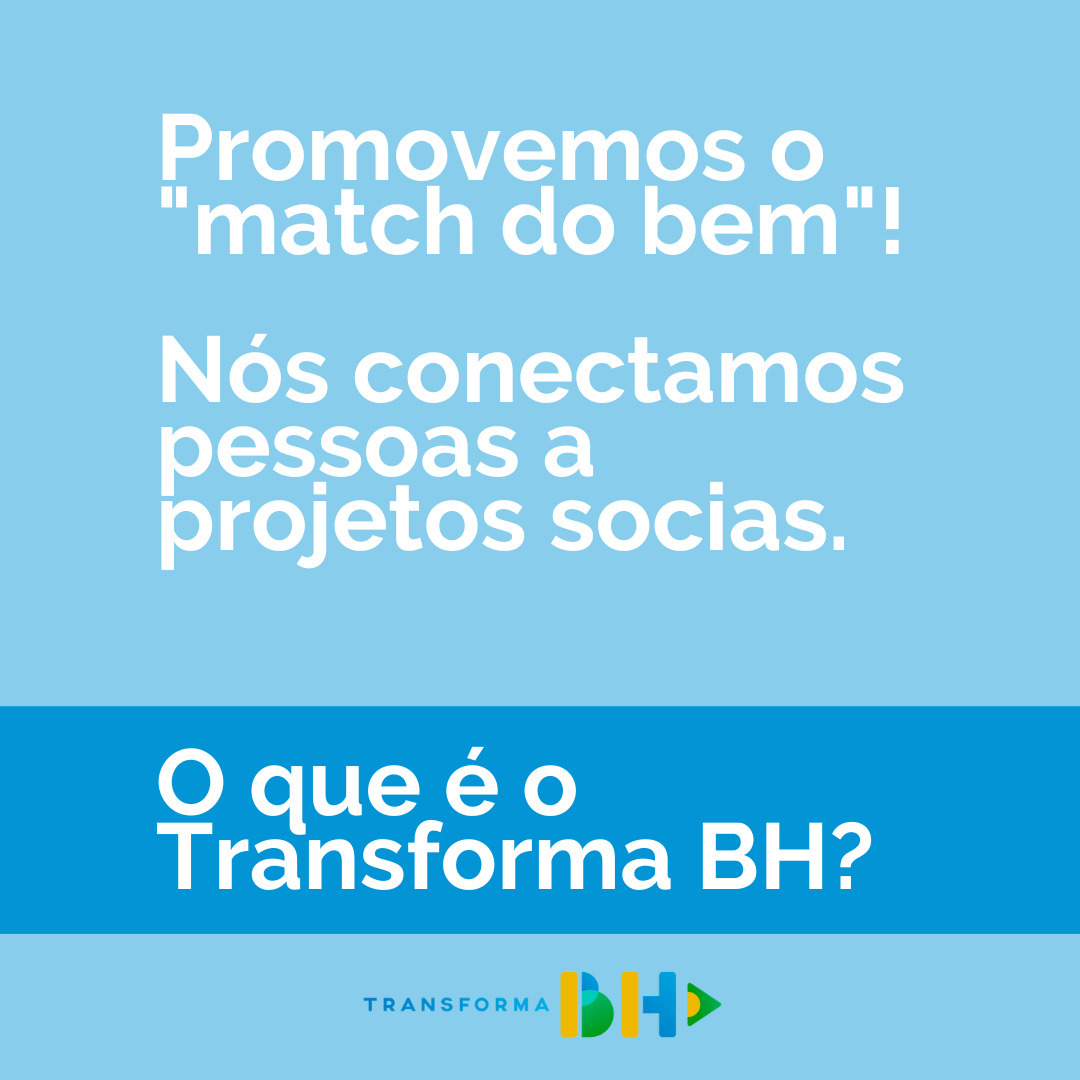 Promovemos o
"match do bem"!
Nós conectamos
pessoas a
projetos socias.
O que é o
Transforma BH?
TRANSFORMA BH